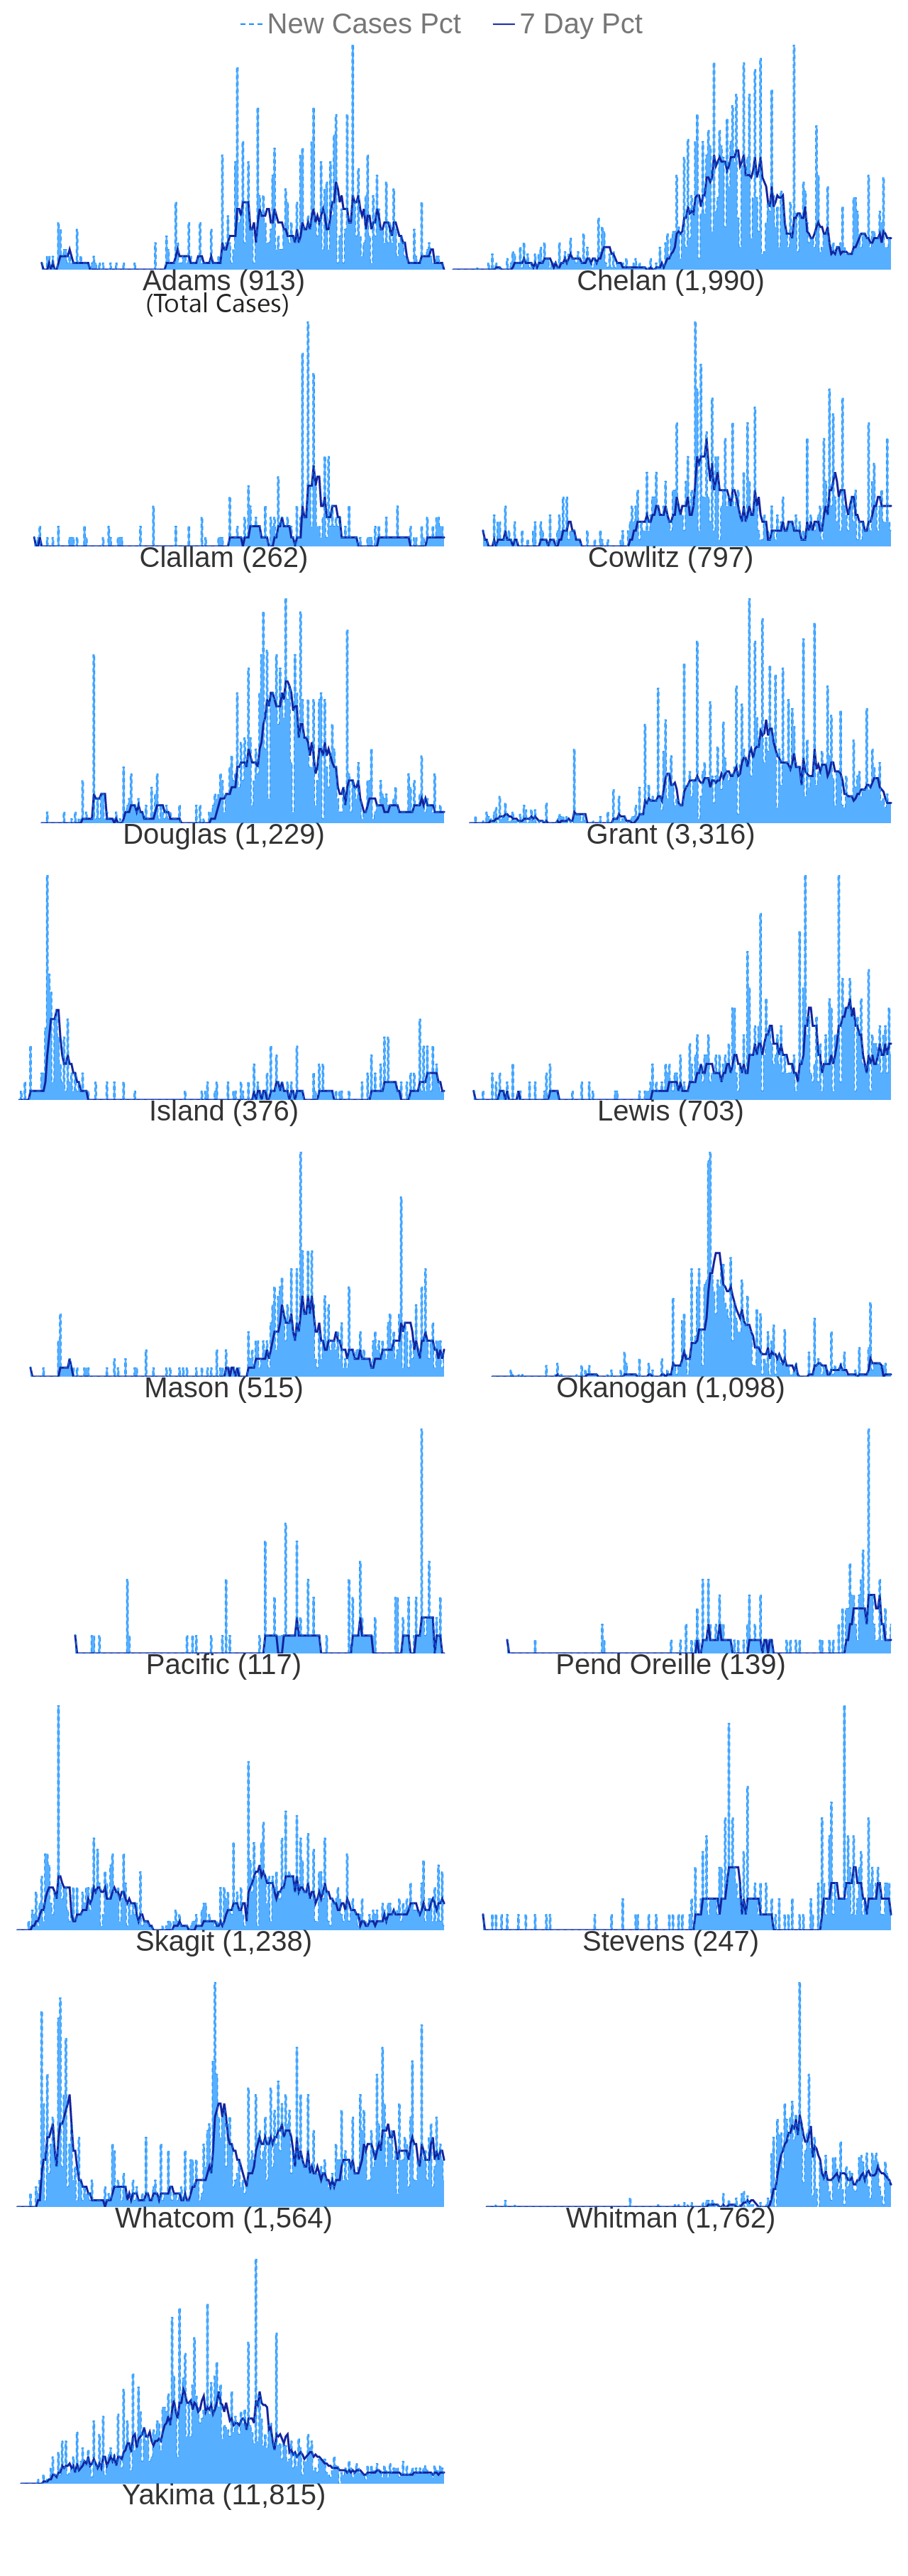 New Cases Pct 7 Day Pct
Adams (913) Chelan (1,990)
(Total Cases)
Clallam (262) Cowlitz (797)
Douglas (1,229) Grant (3,316)
Island (376) Lewis (703)
Mason (515) Okanogan (1,098)
Pacific (117) Pend Oreille (139)
Skagit (1,238) Stevens (247)
Whatcom (1,564) Whitman (1,762)
Yakima (11,815)